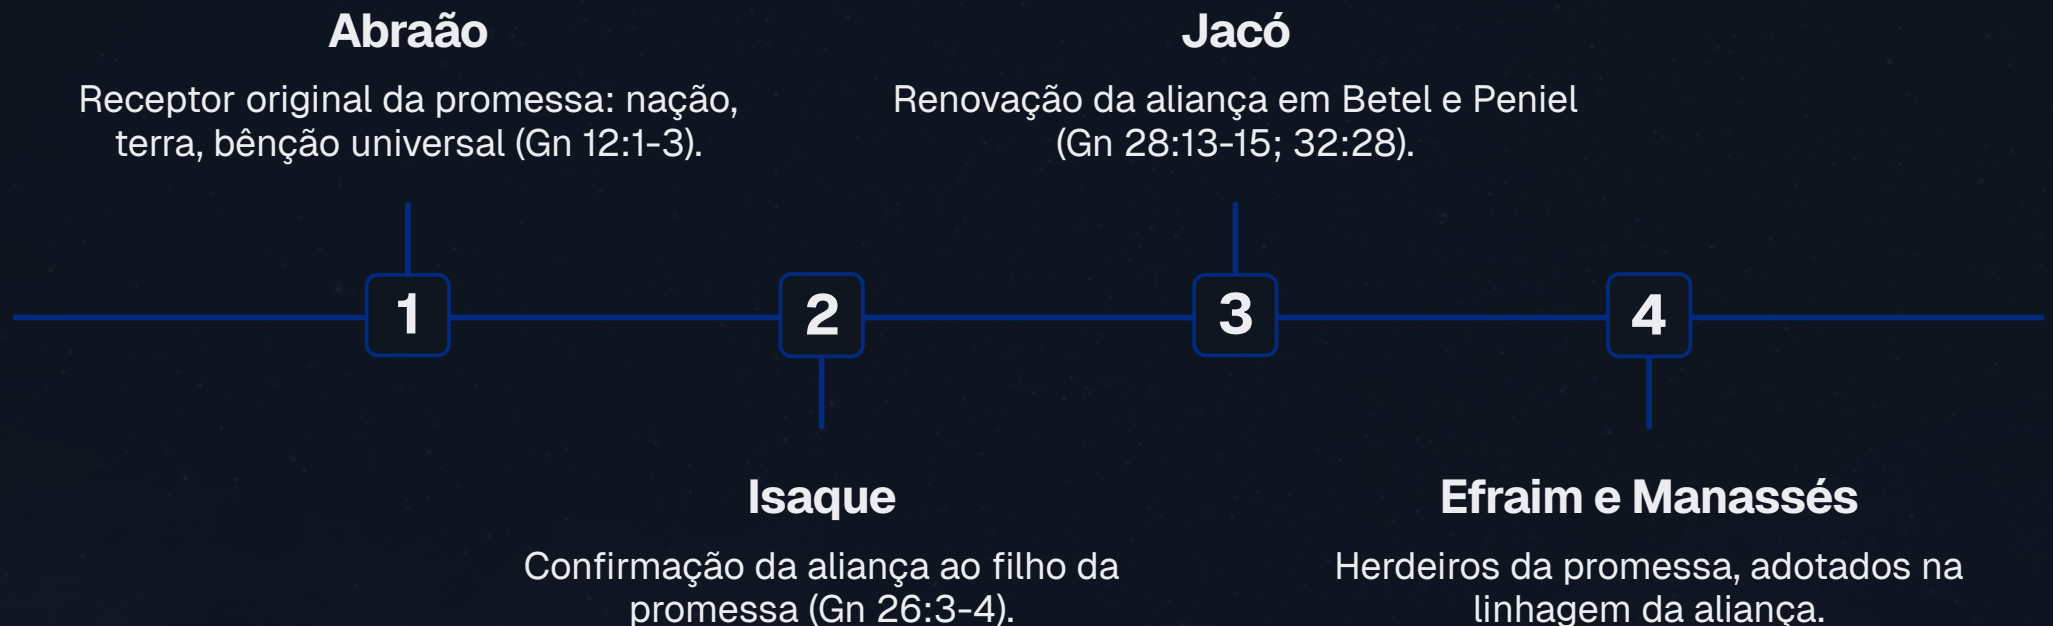 Abraão
Receptor original da promessa: nação,
terra, bênção universal (Gn 12:1-3).
Jacó
Renovação da aliança em Betel e Peniel
(Gn 28:13-15; 32:28).
1
2
3
4
Isaque
Confirmação da aliança ao filho da
promessa (Gn 26:3-4).
Efraim e Manassés
Herdeiros da promessa, adotados na
linhagem da aliança.